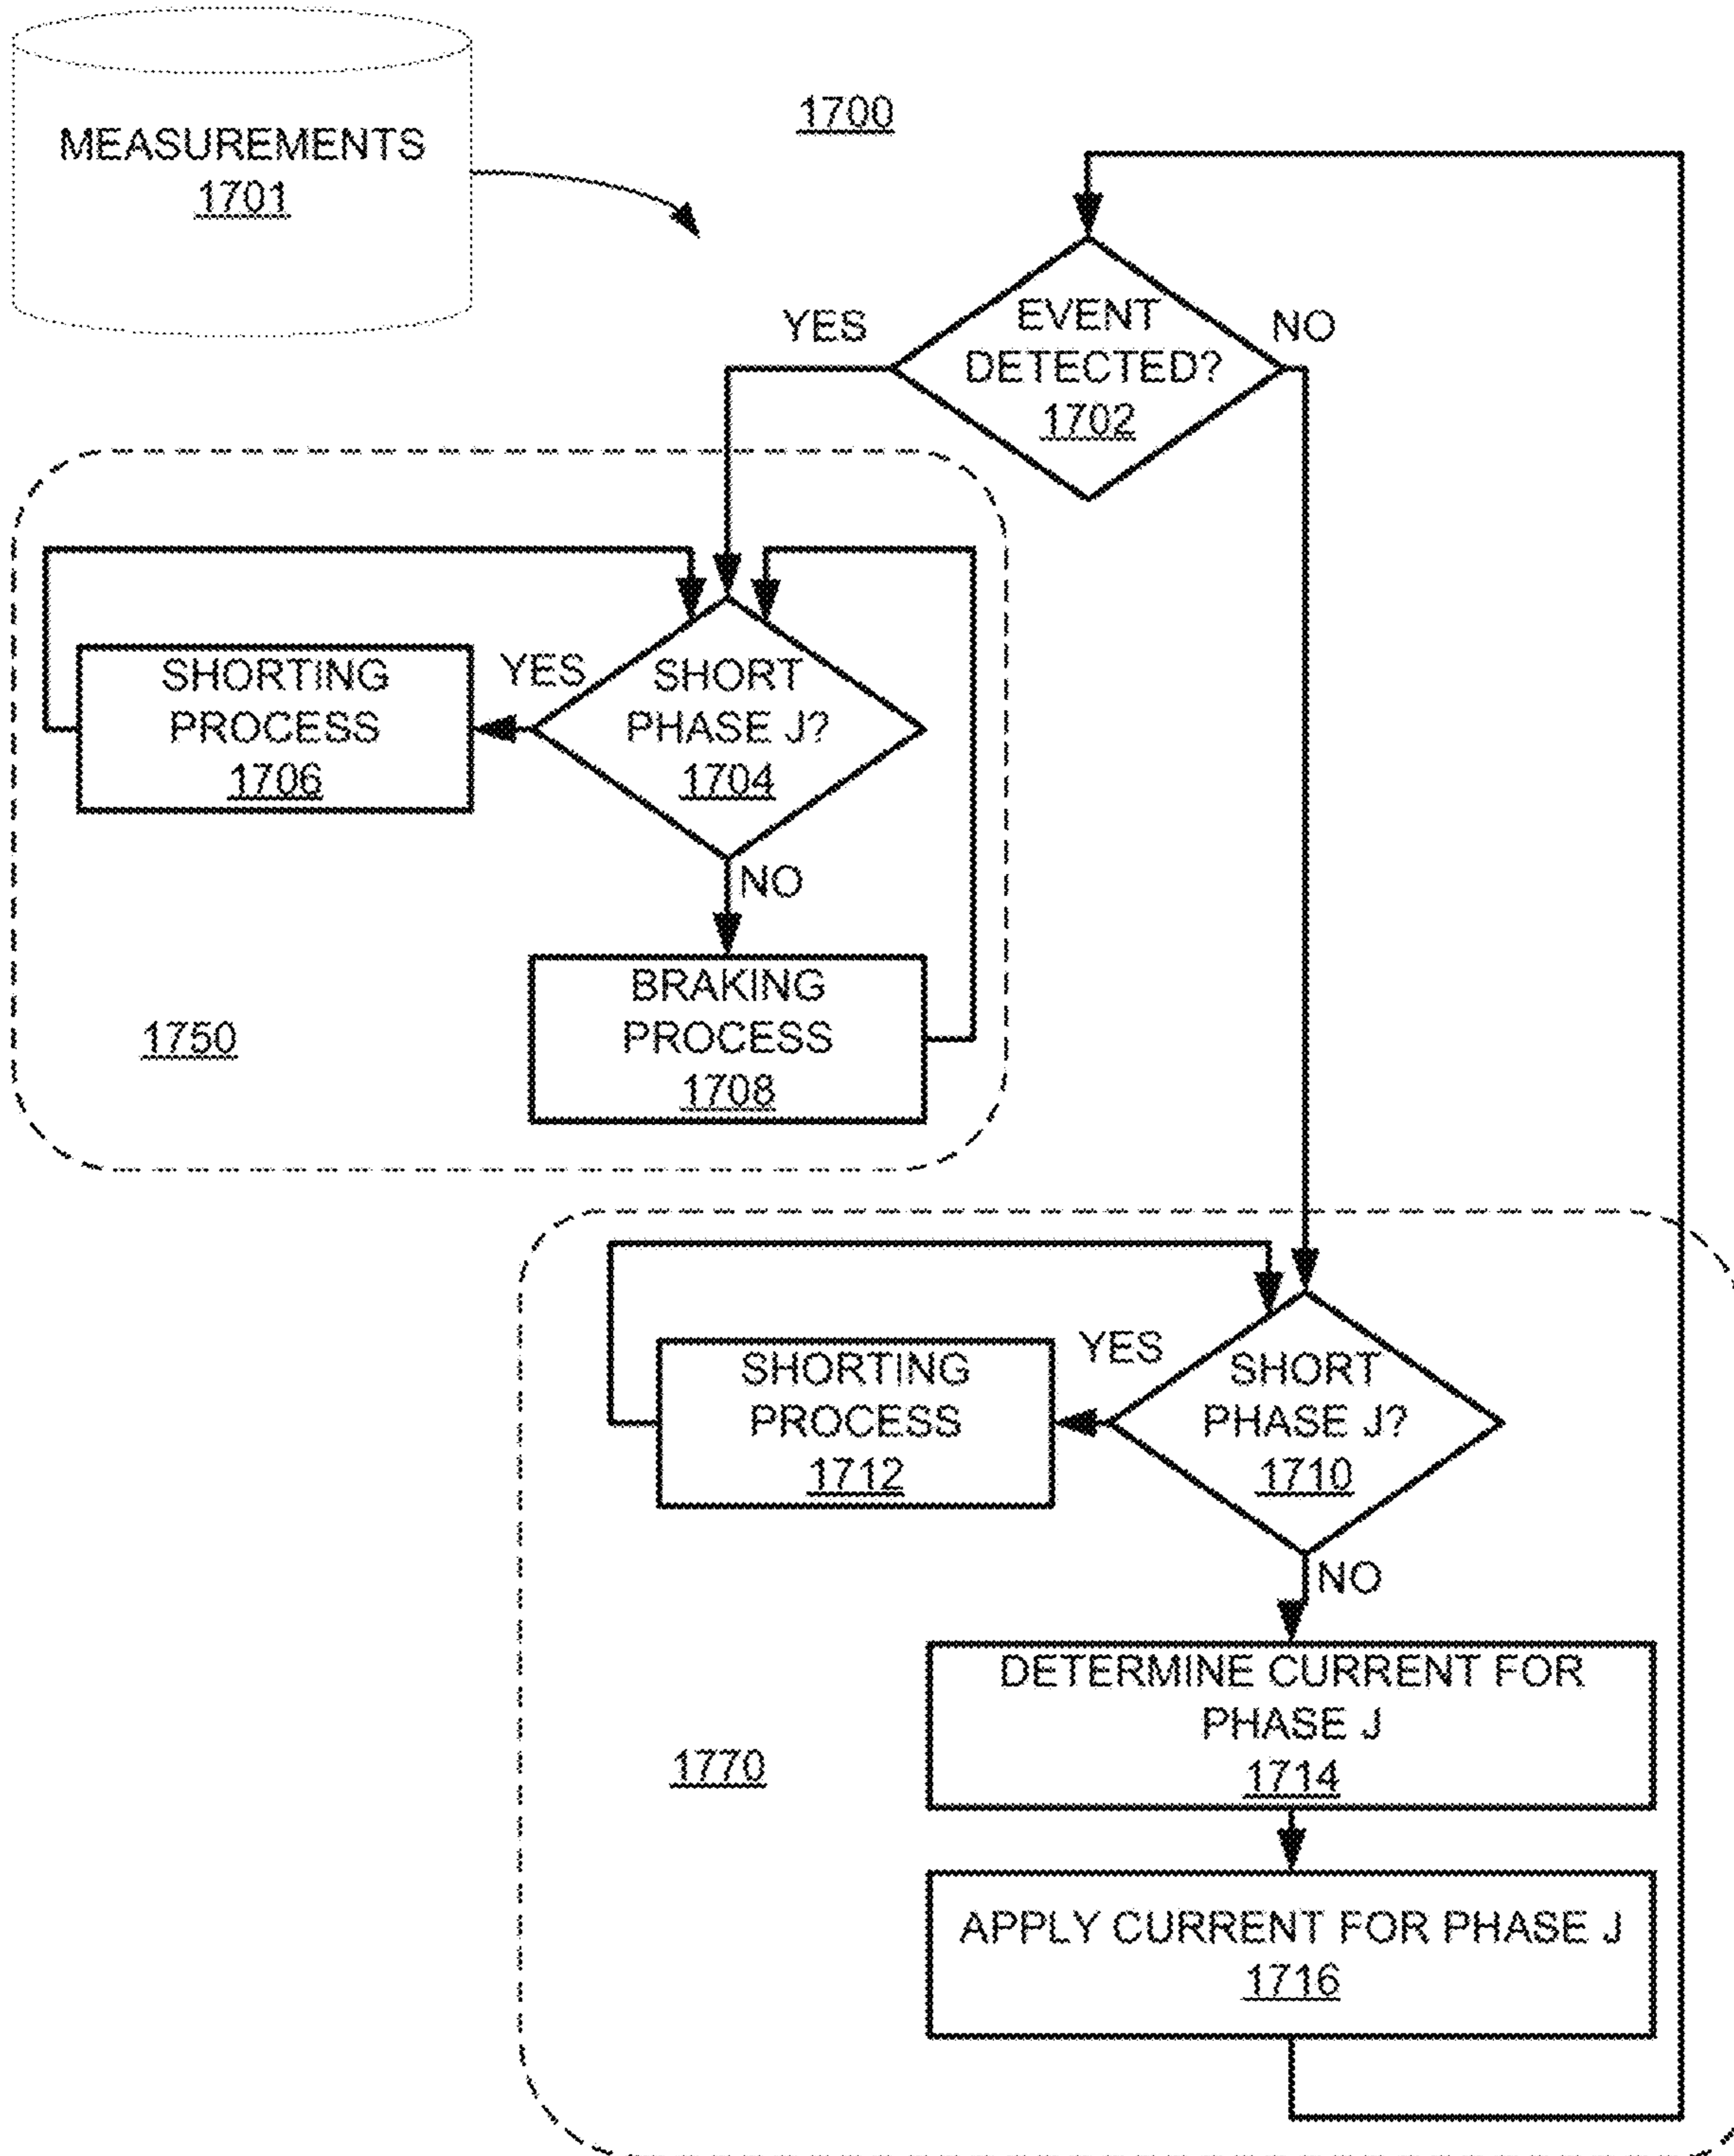 MEASUREMENTS
1701
1700
EVENT
DETECTED?
1702
YES
NO
SHORT
PHASE J?
1704
YES
NO
SHORTING
PROCESS
1706
BRAKING
PROCESS
1708
1750
SHORT
PHASE J?
1710
YES
NO
SHORTING
PROCESS
1712
DETERMINE CURRENT FOR
PHASE J
1714
1770
APPLY CURRENT FOR PHASE J
1716